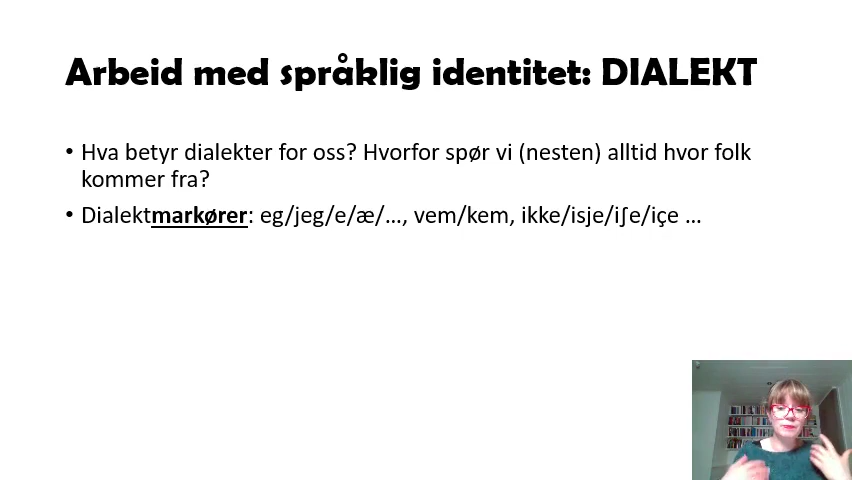 Arbeid med språklig identitet: DIALEKT
• Hva betyr dialekter for oss? Hvorfor spør vi (nesten) alltid hvor folk
kommer fra?
• Dialektmarkører: eg/jeg/e/æ/…, vem/kem, ikke/isje/iʃe/içe …